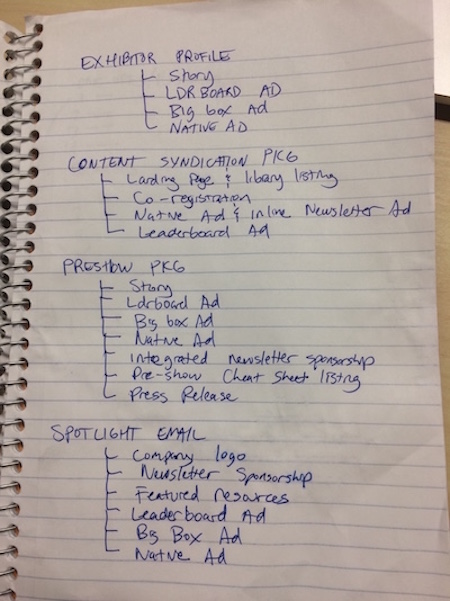 EXHIBITOR PROFILE
Story
LDRBOARD AD
Big box Ad
NATIVE AD
CONTENT SYNDICATION PKG
Landing Page & library listing
Co-registration
Native Ad & Inline Newsletter Ad
Leaderboard Ad
PRESHOW PKG
Story
Ldrboard Ad
Big box Ad
Native Ad
Integrated newsletter sponsorship
Pre-show Cheat Sheet listing
Press Release
SPOTLIGHT EMAIL
Company logo
Newsletter Sponsorship
Featured resources
Leaderboard Ad
Big Box Ad
Native Ad